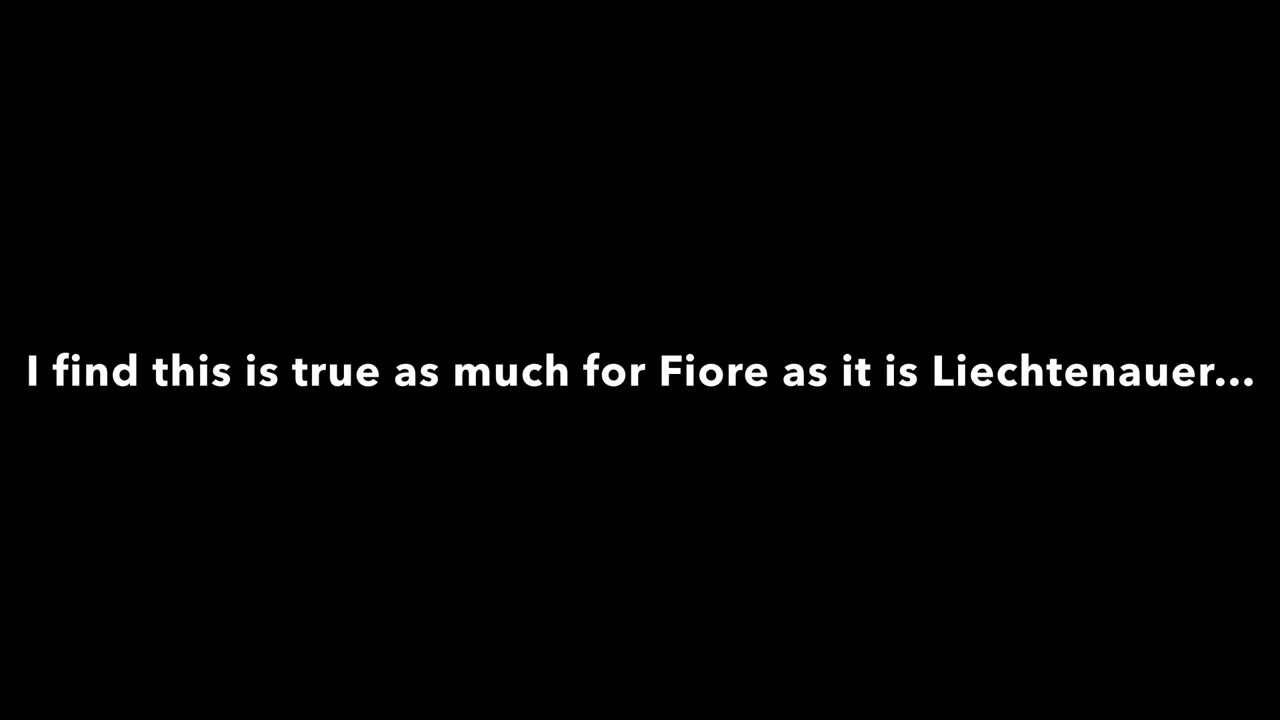 I find this is true as much for Fiore as it is Liechtenauer...